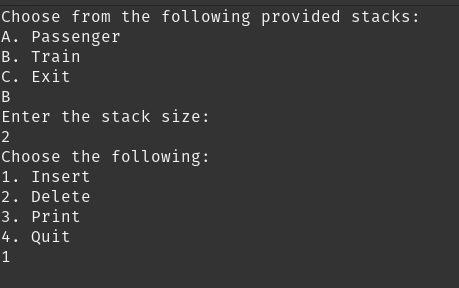 Choose from the following provided stacks:
A. Passenger
B. Train
C. Exit
B
Enter the stack size:
2
Choose the following:
1. Insert
2. Delete
3. Print
4. Quit
1